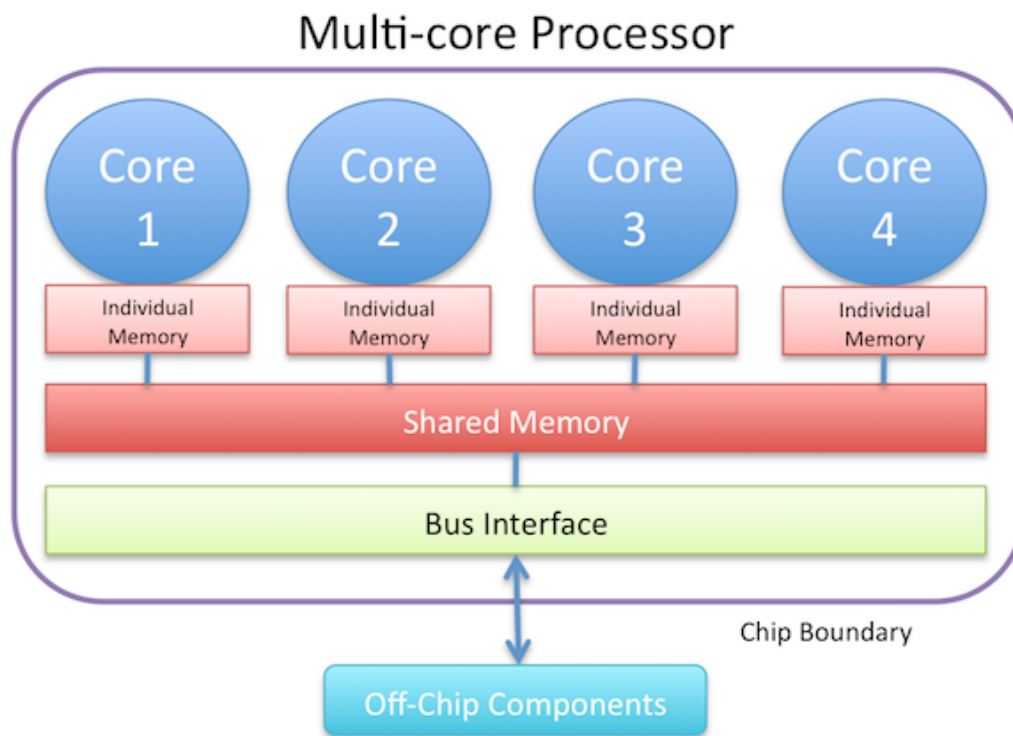 Multi-core Processor
Core
1
Core
2
Core
3
Core
4
Individual
Memory
Individual
Memory
Individual
Memory
Individual
Memory
Shared Memory
Bus Interface
Chip Boundary
Off-Chip Components